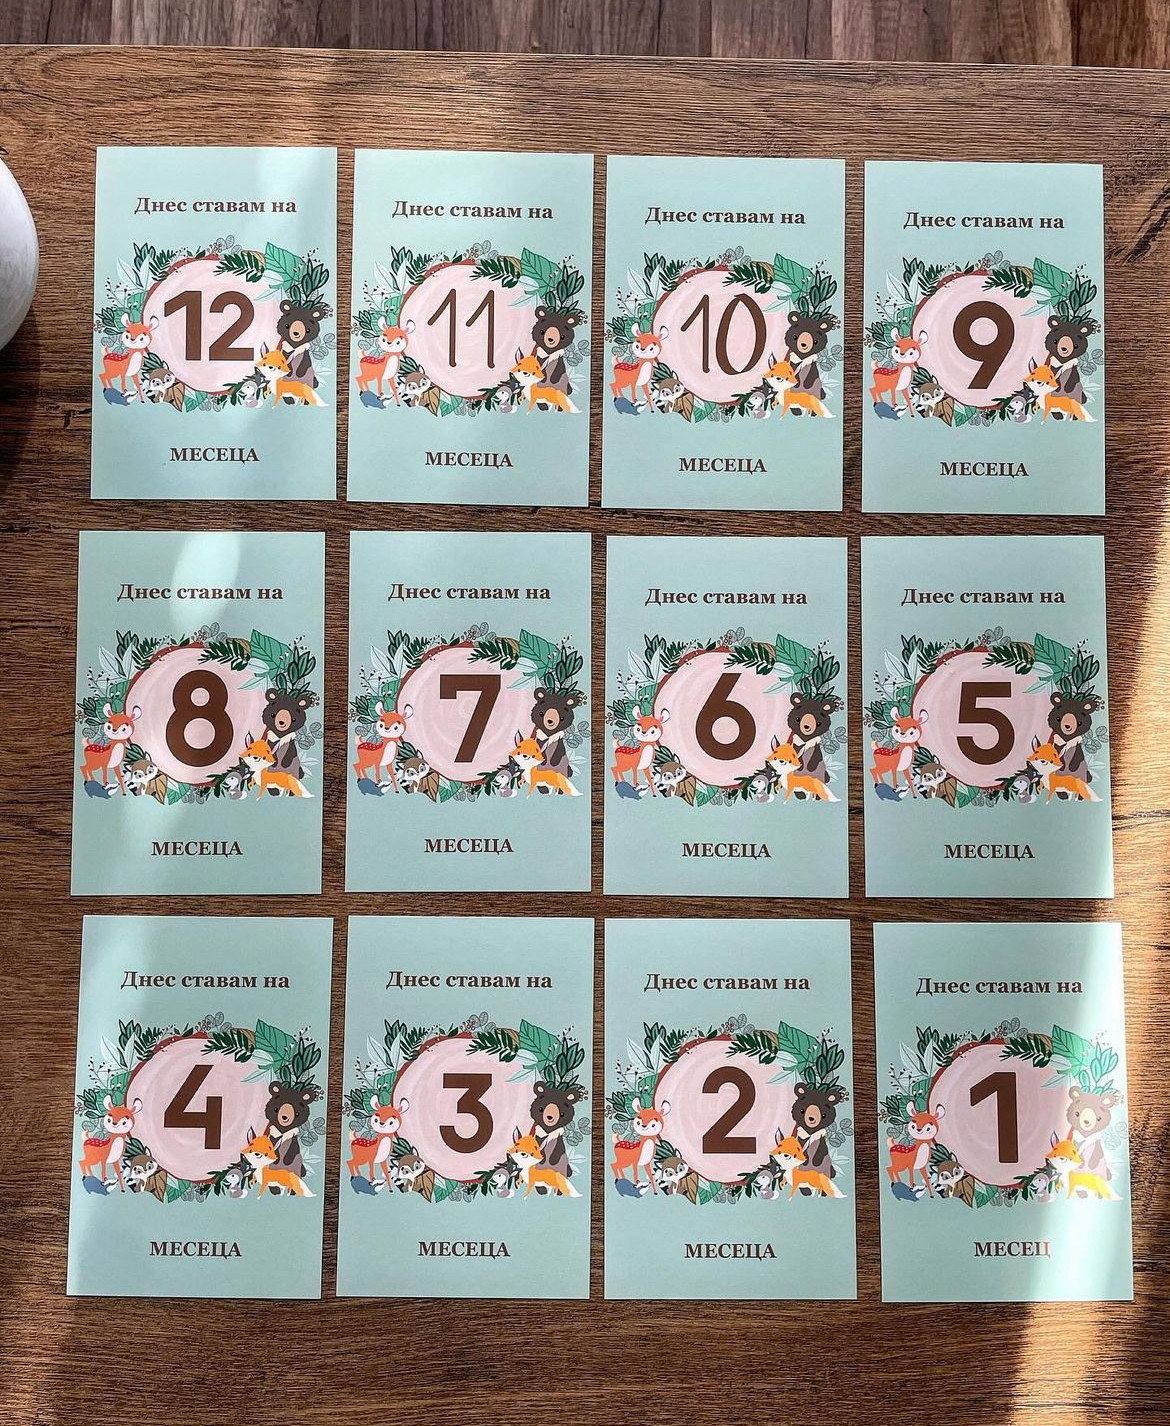 Днес ставам на
12
МЕСЕЦА
Днес ставам на
11
МЕСЕЦА
Днес ставам на
10
МЕСЕЦА
Днес ставам на
9
МЕСЕЦА
Днес ставам на
8
МЕСЕЦА
Днес ставам на
7
МЕСЕЦА
Днес ставам на
6
МЕСЕЦА
Днес ставам на
5
МЕСЕЦА
Днес ставам на
4
МЕСЕЦА
Днес ставам на
3
МЕСЕЦА
Днес ставам на
2
МЕСЕЦА
Днес ставам на
1
МЕСЕЦ